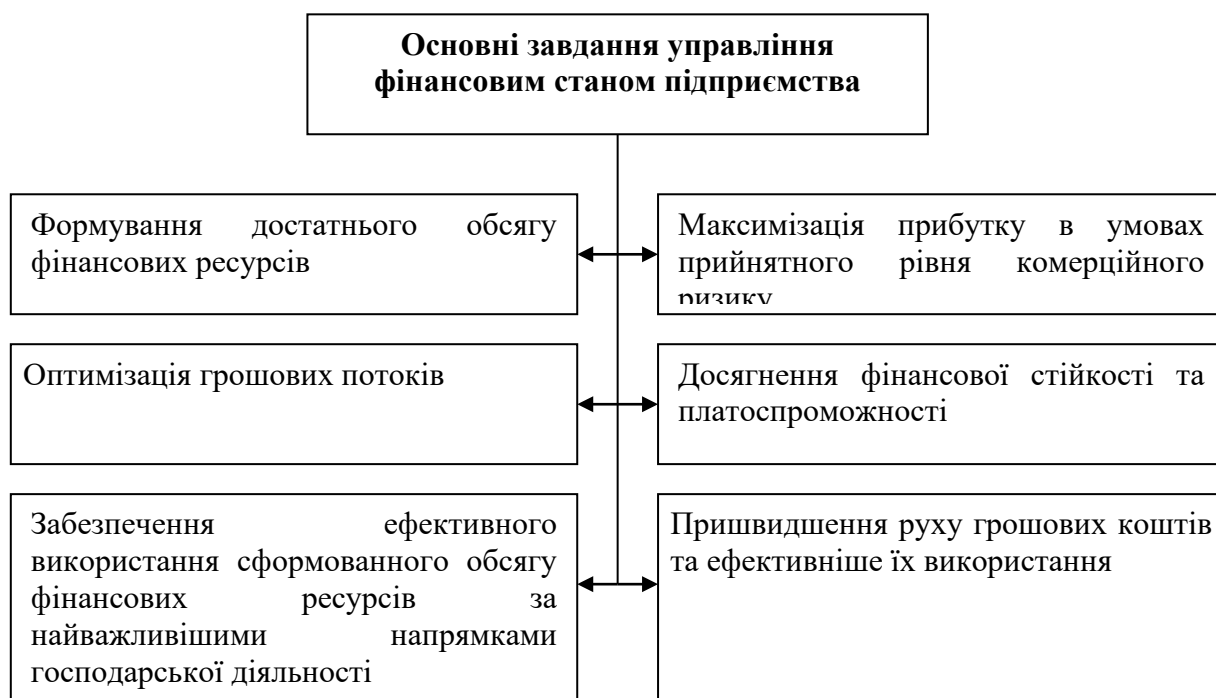 Основні завдання управління
фінансовим станом підприємства
Формування достатнього обсягу
фінансових ресурсів
Максимізація прибутку в умовах
прийнятного рівня комерційного
ризику
Оптимізація грошових потоків
Досягнення фінансової стійкості та
платоспроможності
Забезпечення ефективного
використання сформованного обсягу
фінансових ресурсів за
найважливішими напрямками
господарської діяльності
Пришвидшення руху грошових коштів
та ефективніше їх використання